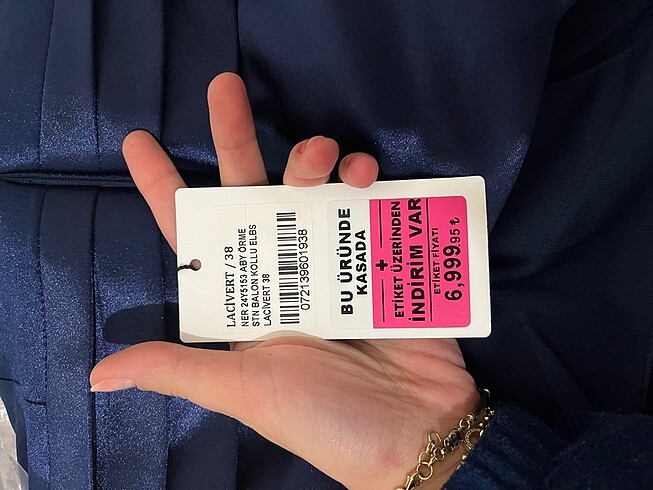 LACİVERT / 38
NER 24Y5153 ABY ÖRME
STN BALON KOLLU ELBS
LACİVERT 38
072139601938
BU ÜRÜNDE
KASADA
+
ETİKET ÜZERİNDEN
İNDİRİM VAR
ETİKET FİYATI
6,999.95 ₺